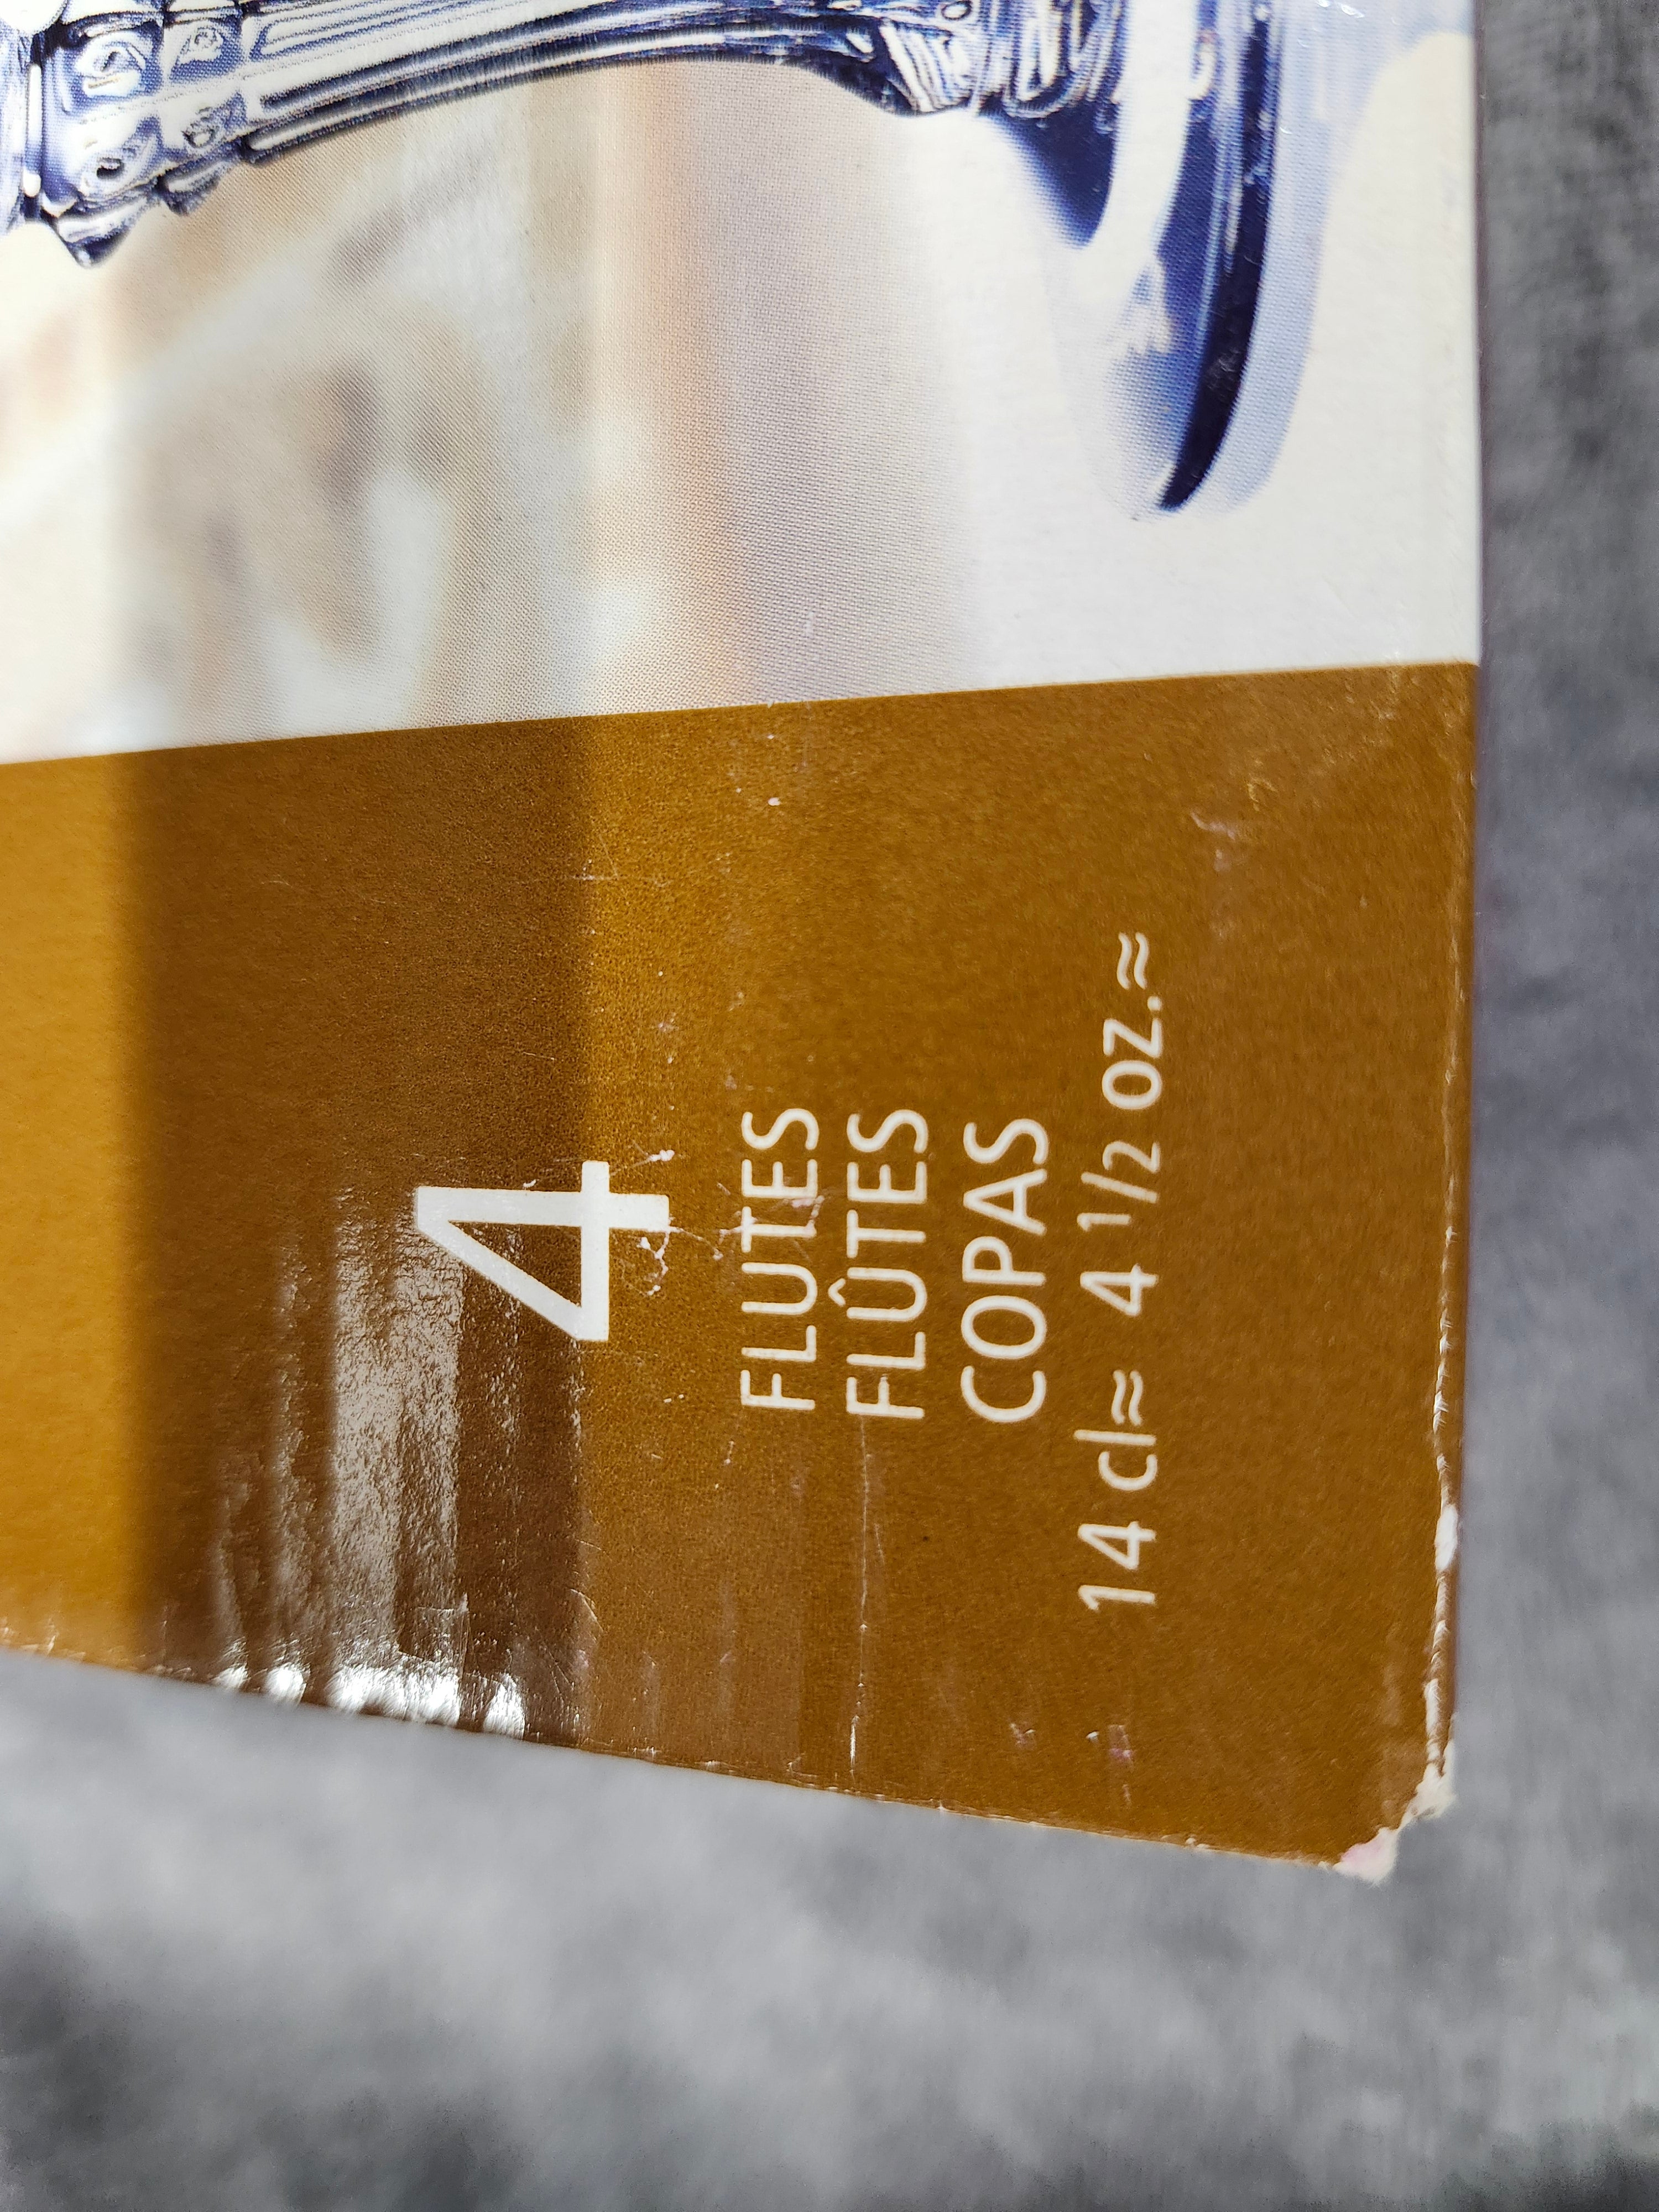 4
FLUTES
FLÛTES
COPAS
14 cl≈ 4 1/2 oz.≈